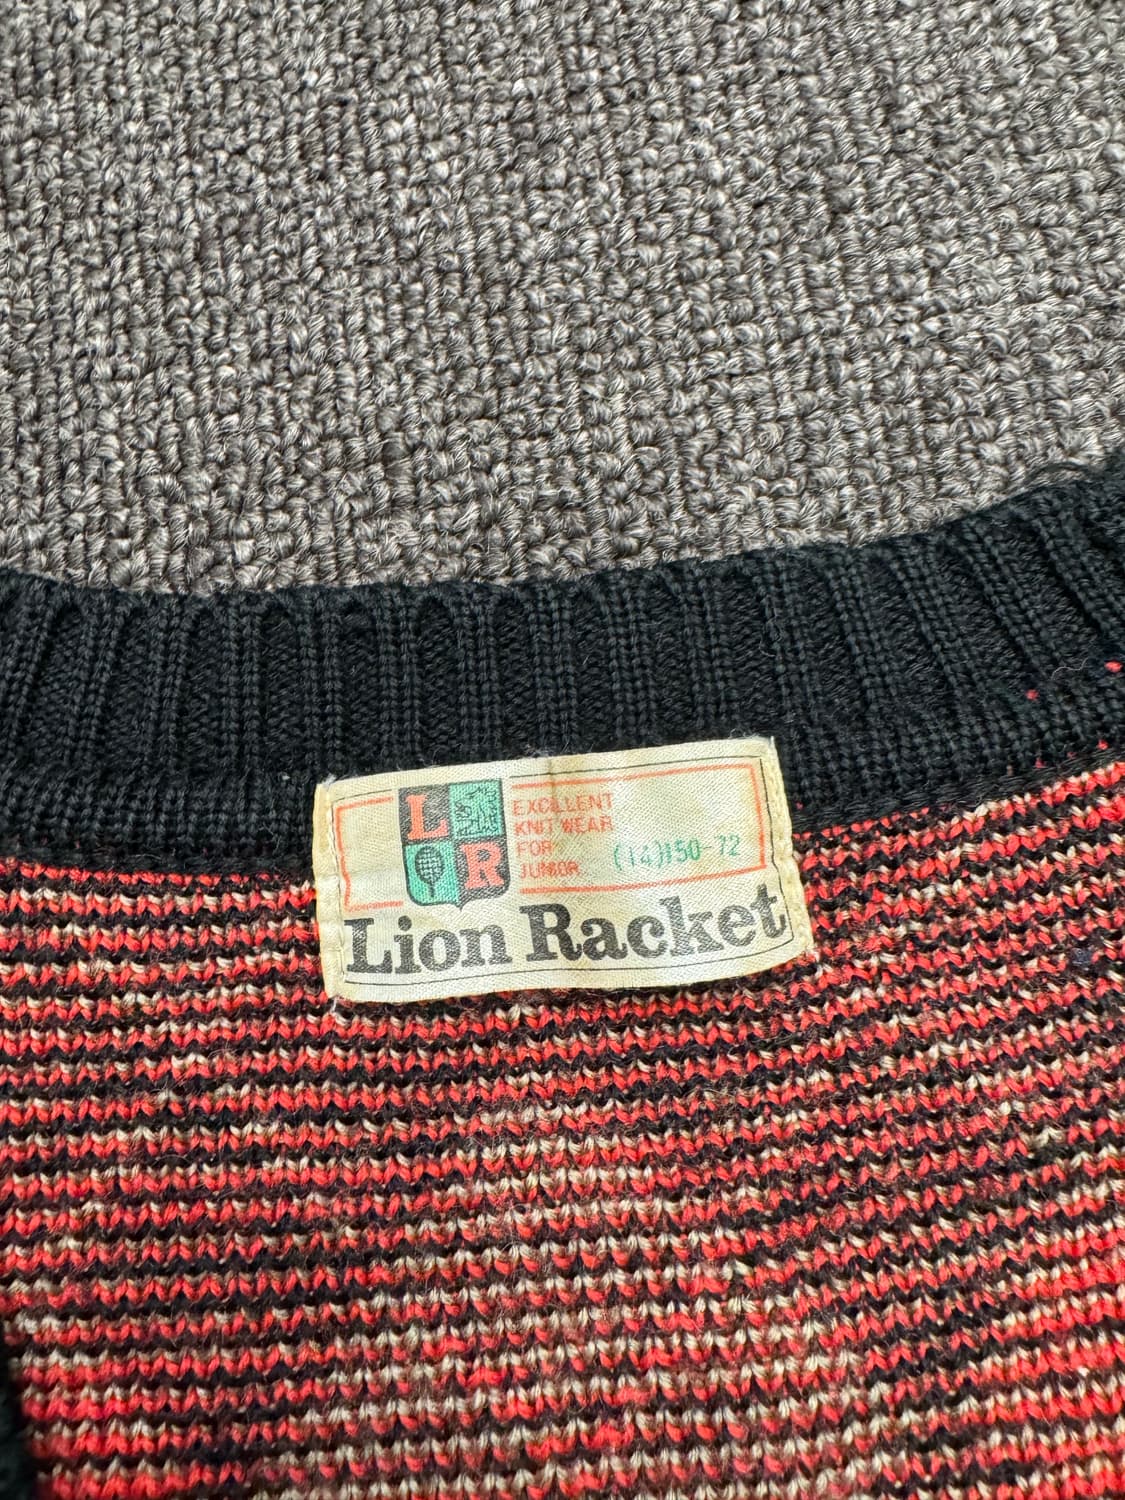 L
R
EXCELLENT
KNIT WEAR
FOR
JUNIOR (14)150-72
Lion Racket